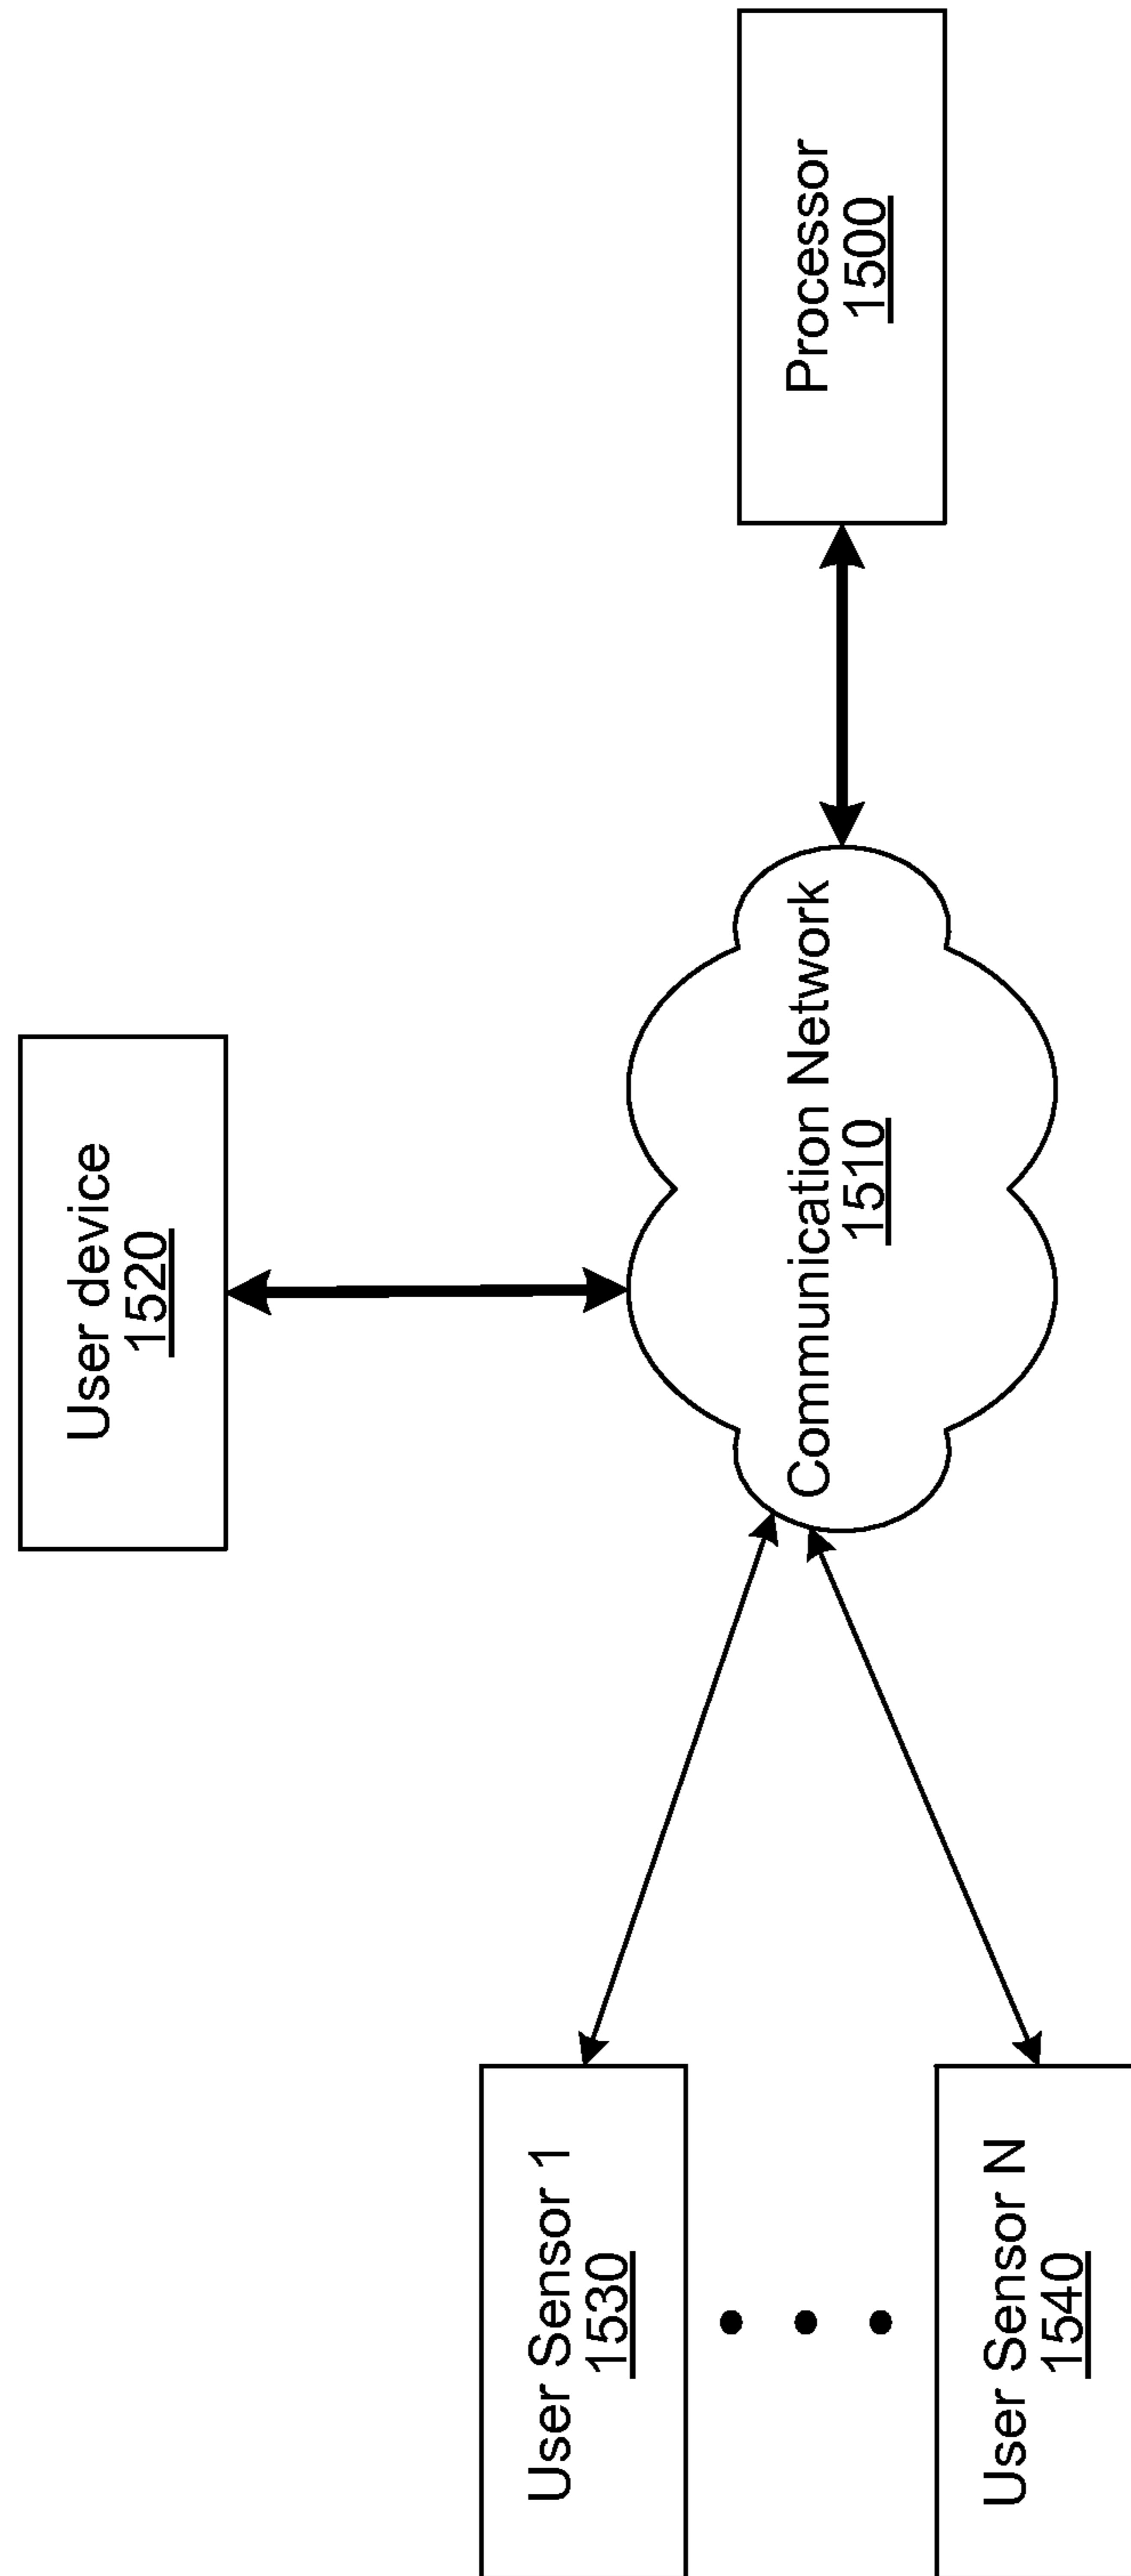 User device
1520
User Sensor 1
1530
Communication Network
1510
Processor
1500
User Sensor N
1540